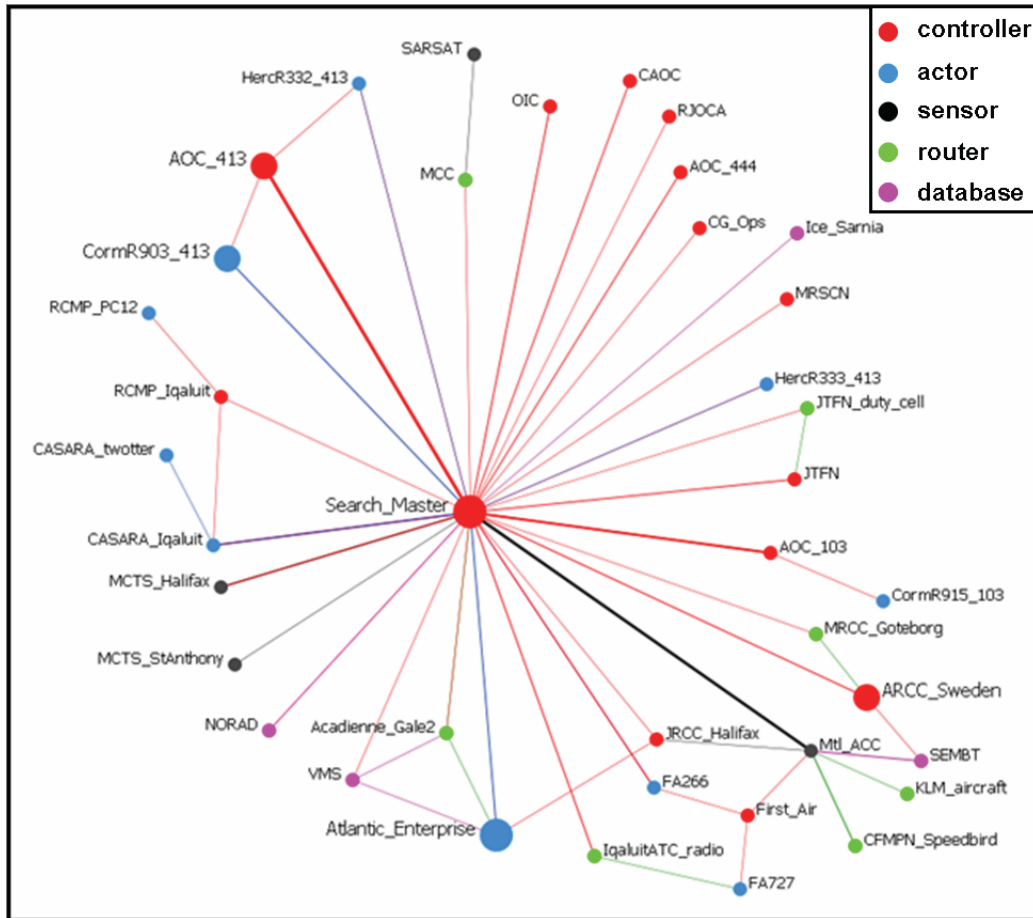 controller
actor
sensor
router
database
SARSAT
HercR332_413
CAOC
OIC
RJOCA
AOC_413
AOC_444
MCC
CG_Ops
Ice_Sarnia
CormR903_413
MRSCN
RCMP_PC12
HercR333_413
RCMP_Iqaluit
JTFN_duty_cell
CASARA_twotter
JTFN
Search_Master
CASARA_Iqaluit
AOC_103
MCTS_Halifax
CormR915_103
MRCC_Goteborg
MCTS_StAnthony
ARCC_Sweden
NORAD
Acadienne_Gale2
JRCC_Halifax
Mtl_ACC
SEMBT
VMS
FA266
KLM_aircraft
First_Air
Atlantic_Enterprise
CFMPN_Speedbird
IqaluitATC_radio
FA727